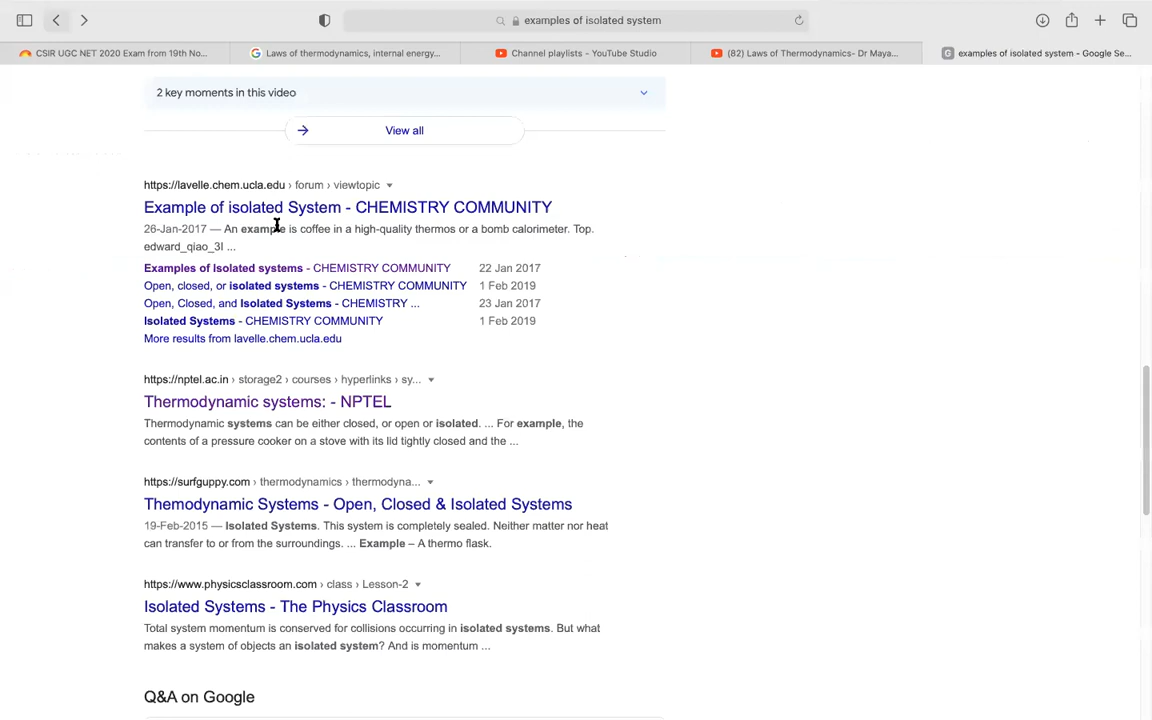 examples of isolated system
CSIR UGC NET 2020 Exam from 19th No...
Laws of thermodynamics, internal energy...
Channel playlists - YouTube Studio
(82) Laws of Thermodynamics- Dr Maya...
examples of isolated system - Google Se...
2 key moments in this video
View all
https://lavelle.chem.ucla.edu › forum › viewtopic
Example of isolated System - CHEMISTRY COMMUNITY
26-Jan-2017 — An example is coffee in a high-quality thermos or a bomb calorimeter. Top.
edward_qiao_3I ...
Examples of Isolated systems - CHEMISTRY COMMUNITY 22 Jan 2017
Open, closed, or isolated systems - CHEMISTRY COMMUNITY 1 Feb 2019
Open, Closed, and Isolated Systems - CHEMISTRY ... 23 Jan 2017
Isolated Systems - CHEMISTRY COMMUNITY 1 Feb 2019
More results from lavelle.chem.ucla.edu
https://nptel.ac.in › storage2 › courses › hyperlinks › sy...
Thermodynamic systems: - NPTEL
Thermodynamic systems can be either closed, or open or isolated. ... For example, the
contents of a pressure cooker on a stove with its lid tightly closed and the ...
https://surfguppy.com › thermodynamics › thermodyna...
Themodynamic Systems - Open, Closed & Isolated Systems
19-Feb-2015 — Isolated Systems. This system is completely sealed. Neither matter nor heat
can transfer to or from the surroundings. ... Example – A thermo flask.
https://www.physicsclassroom.com › class › Lesson-2
Isolated Systems - The Physics Classroom
Total system momentum is conserved for collisions occurring in isolated systems. But what
makes a system of objects an isolated system? And is momentum ...
Q&A on Google